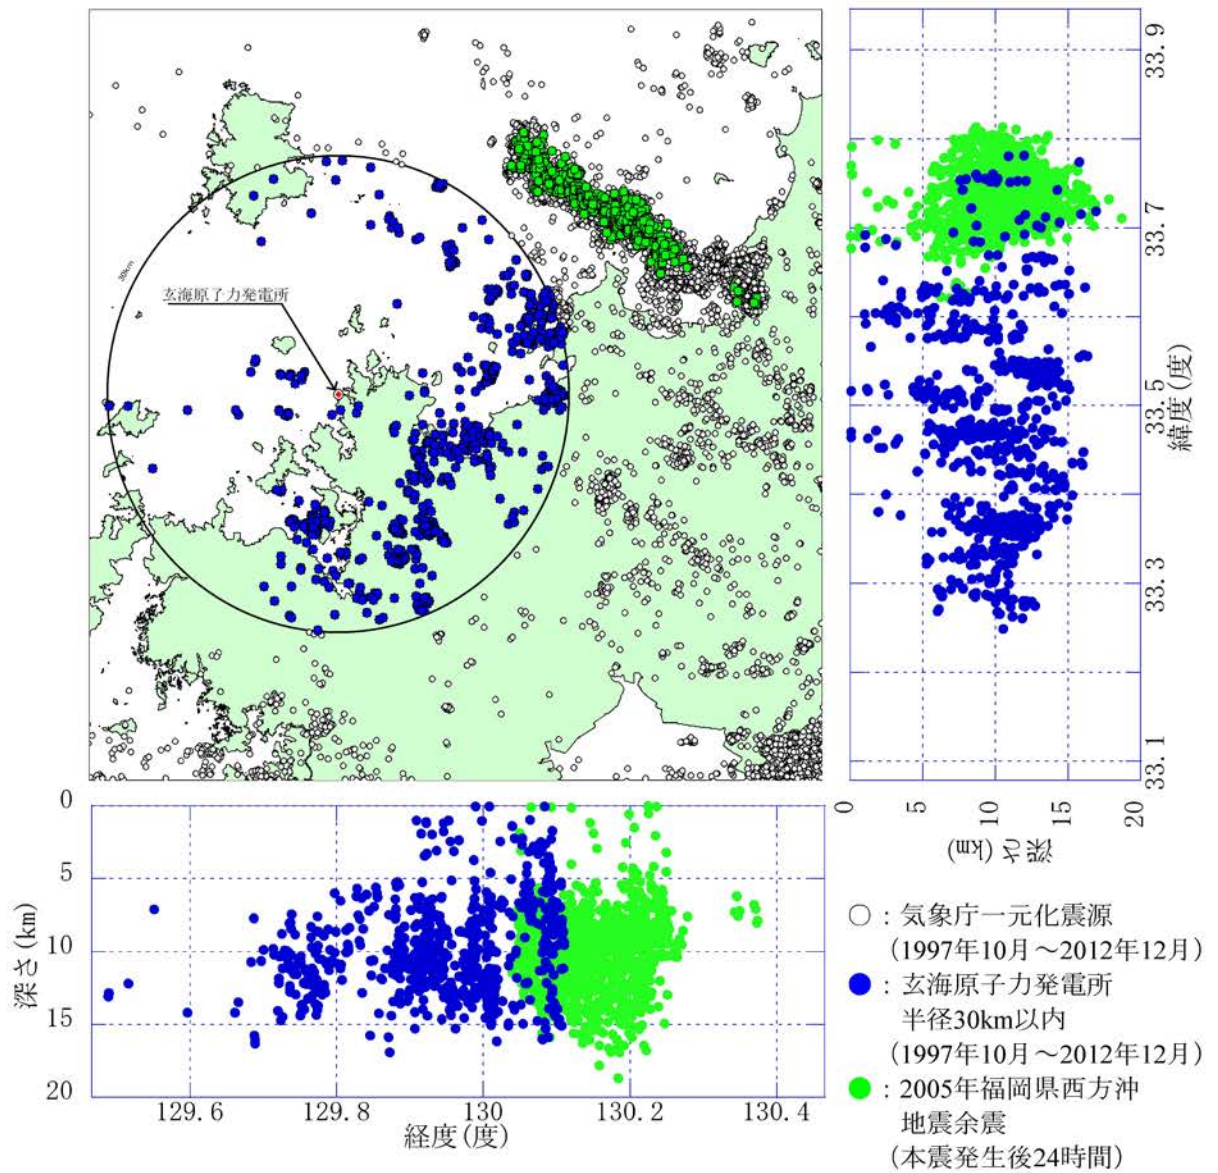 30km
玄海原子力発電所
33.9
33.7
33.5
33.3
33.1
緯度(度)
0
5
10
15
20
深さ(km)
0
5
10
15
20
深さ(km)
129.6
129.8
130
130.2
130.4
経度(度)
○：気象庁一元化震源
(1997年10月～2012年12月)
●：玄海原子力発電所
半径30km以内
(1997年10月～2012年12月)
●：2005年福岡県西方沖
地震余震
(本震発生後24時間)